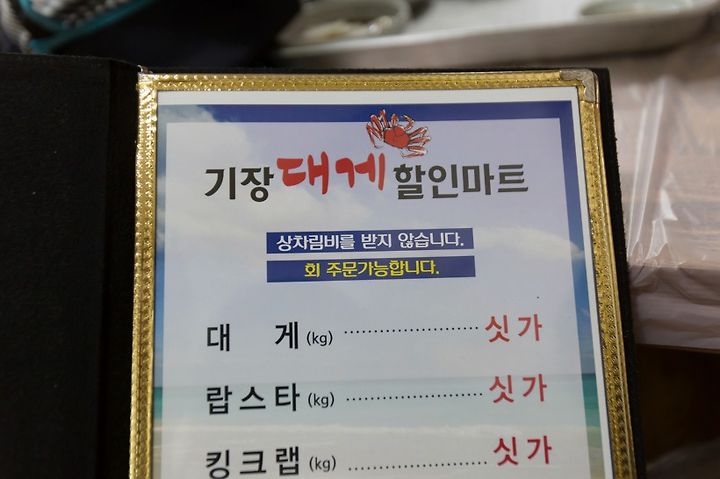 기장대게할인마트
상차림비를 받지 않습니다.
회 주문가능합니다.
대 게 (kg) ........................ 싯가
랍스타 (kg) ........................ 싯가
킹크랩 (kg) ........................ 싯가